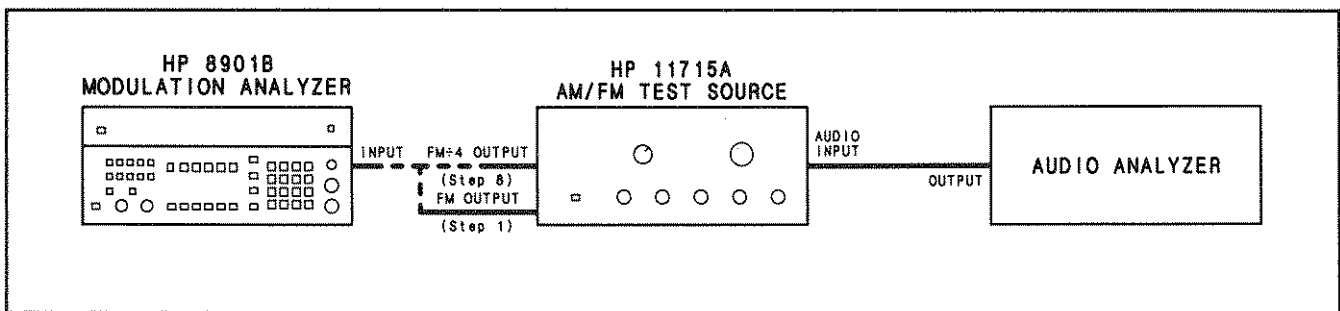 HP 8901B
MODULATION ANALYZER
HP 11715A
AM/FM TEST SOURCE
INPUT
FM÷4 OUTPUT
(Step 8)
FM OUTPUT
(Step 1)
AUDIO
INPUT
OUTPUT
AUDIO ANALYZER